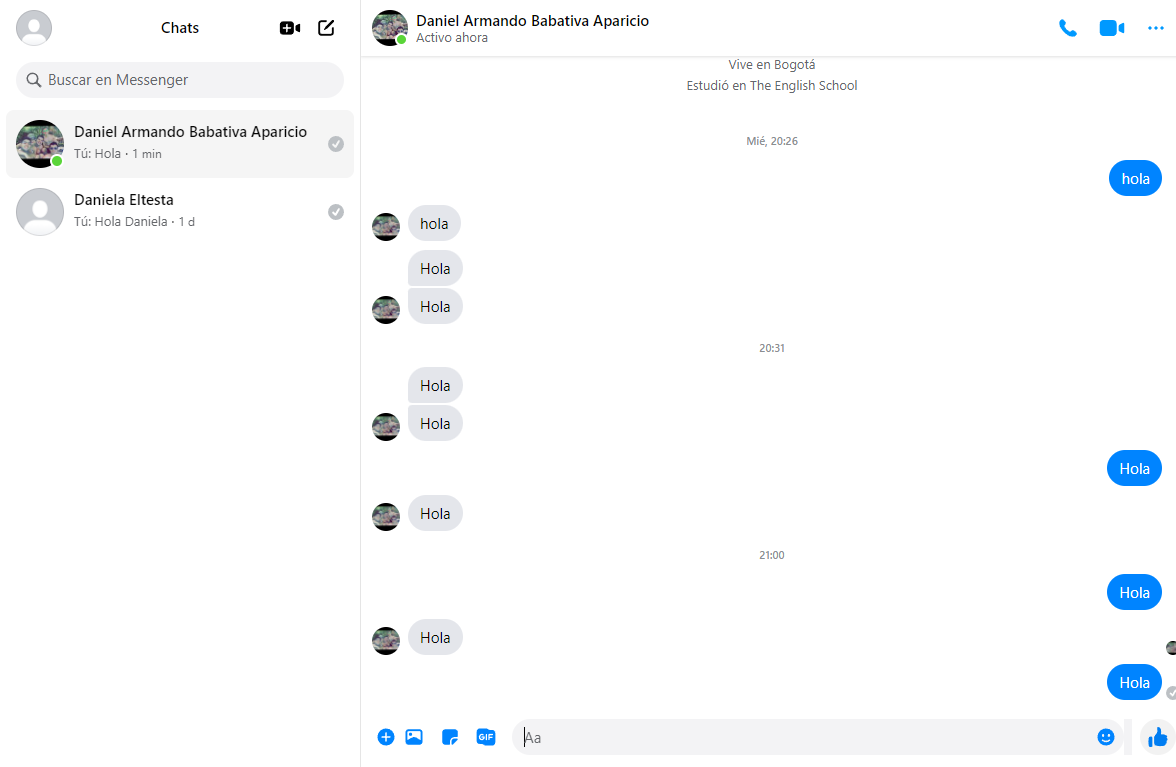 Chats
Buscar en Messenger
Daniel Armando Babativa Aparicio
Tú: Hola · 1 min
Daniela Eltesta
Tú: Hola Daniela · 1 d
Daniel Armando Babativa Aparicio
Activo ahora
Vive en Bogotá
Estudió en The English School
Mié, 20:26
hola
hola
Hola
Hola
20:31
Hola
Hola
Hola
Hola
21:00
Hola
Hola
Hola
GIF
Aa